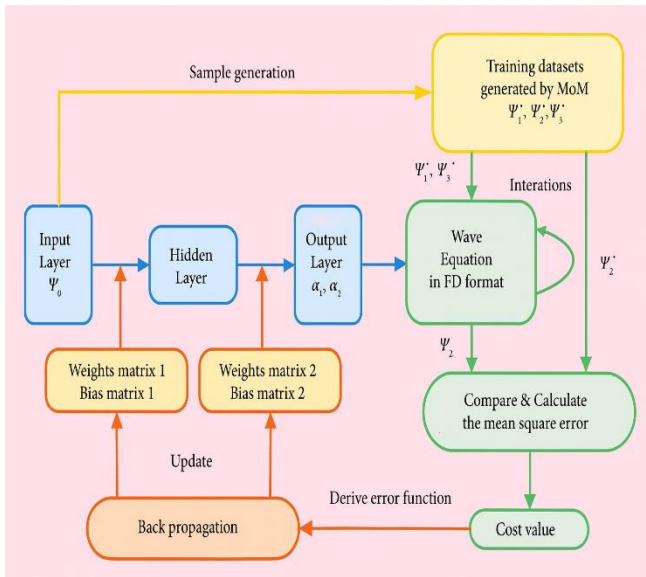 Sample generation
Training datasets
generated by MoM
Ψ₁*, Ψ₂*, Ψ₃*
Ψ₁*, Ψ₃*
Interations
Input
Layer
Ψ₀
Hidden
Layer
Output
Layer
α₁, α₂
Wave
Equation
in FD format
Ψ₂*
Ψ₂
Weights matrix 1
Bias matrix 1
Weights matrix 2
Bias matrix 2
Compare & Calculate
the mean square error
Update
Derive error function
Back propagation
Cost value